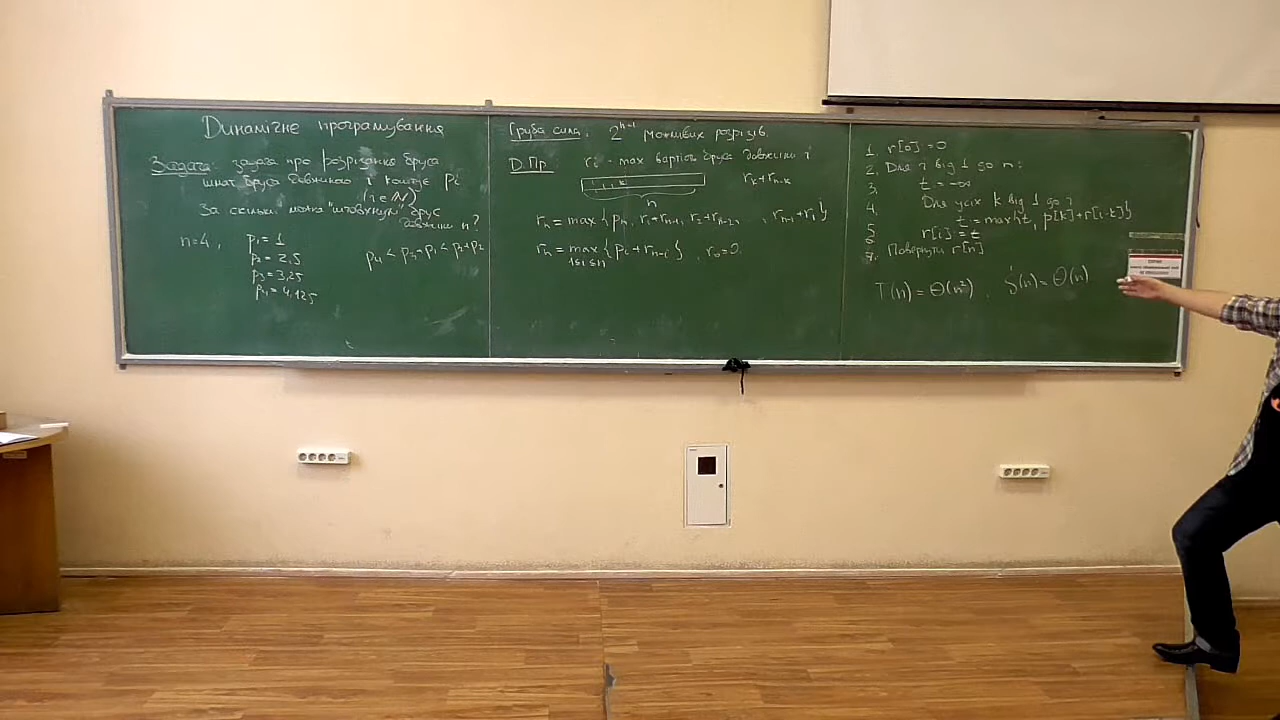 Динамічне програмування
Задача: задача про розрізання бруса
шмат бруса довжиною i коштує pi
(i∈N)
За скільки можна "штовхнути" брус
довжини n?
n=4,
p₁ = 1
p₂ = 2,5
p₃ = 3,25
p₄ = 4,125
p₄ < p₃+p₁ < p₂+p₂
Груба сила: 2ⁿ⁻¹ можливих розрізів.
Д.Пр ri - max вартість бруса довжини i
rk + rn-k
n
rn = max{pn, r1+rn-1, r2+rn-2, , rn-1+r1}
rn = max{pi + rn-i}, r0=0.
1≤i≤n
1. r[0]=0
2. Для i від 1 до n:
3. t = -∞
4. Для усіх k від 1 до i
5 t = max{t, p[k]+r[i-k]}
6 r[i] = t
7. Повернути r[n]
T(n) = Θ(n²), S(n) = Θ(n)